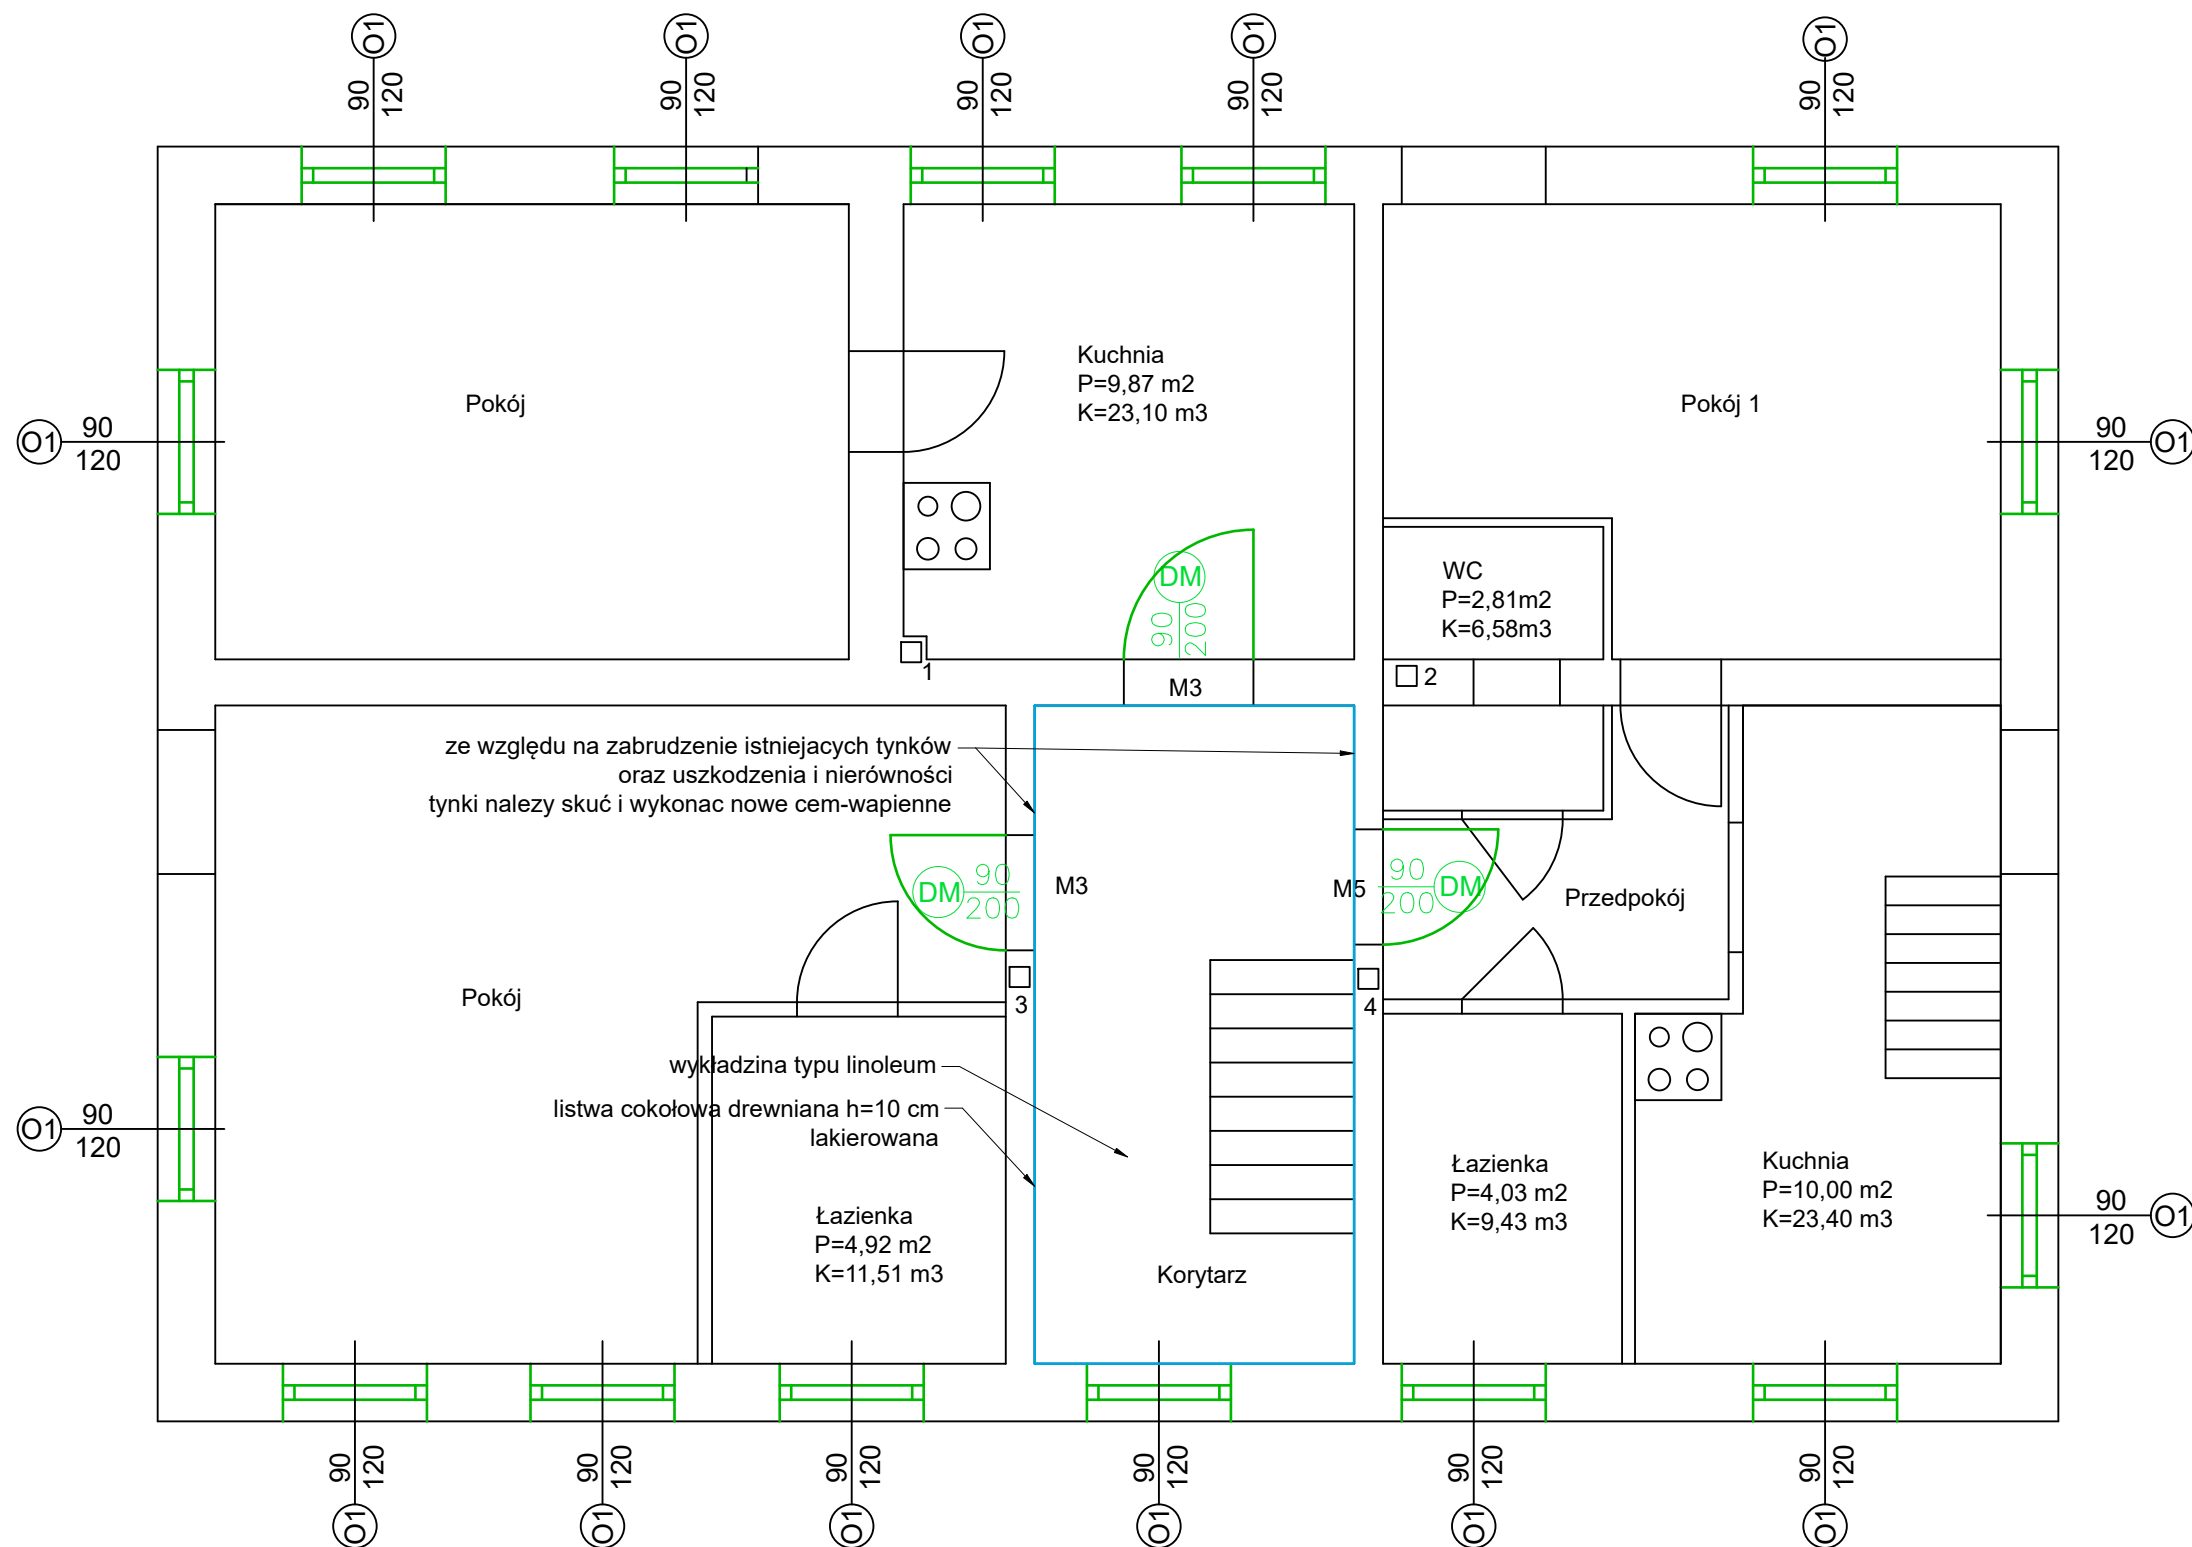 O1
90
120
O1
90
120
O1
90
120
O1
90
120
O1
90
120
Kuchnia
P=9,87 m2
K=23,10 m3
Pokój
Pokój 1
O1
90
120
90
120
O1
DM
90
200
WC
P=2,81m2
K=6,58m3
1
M3
2
ze względu na zabrudzenie istniejacych tynków
oraz uszkodzenia i nierówności
tynki nalezy skuć i wykonac nowe cem-wapienne
DM
90
200
M3
M5
90
200
DM
Przedpokój
Pokój
3
4
wykładzina typu linoleum
listwa cokołowa drewniana h=10 cm
lakierowana
O1
90
120
Łazienka
P=4,03 m2
K=9,43 m3
Kuchnia
P=10,00 m2
K=23,40 m3
90
120
O1
Łazienka
P=4,92 m2
K=11,51 m3
Korytarz
90
120
O1
90
120
O1
90
120
O1
90
120
O1
90
120
O1
90
120
O1